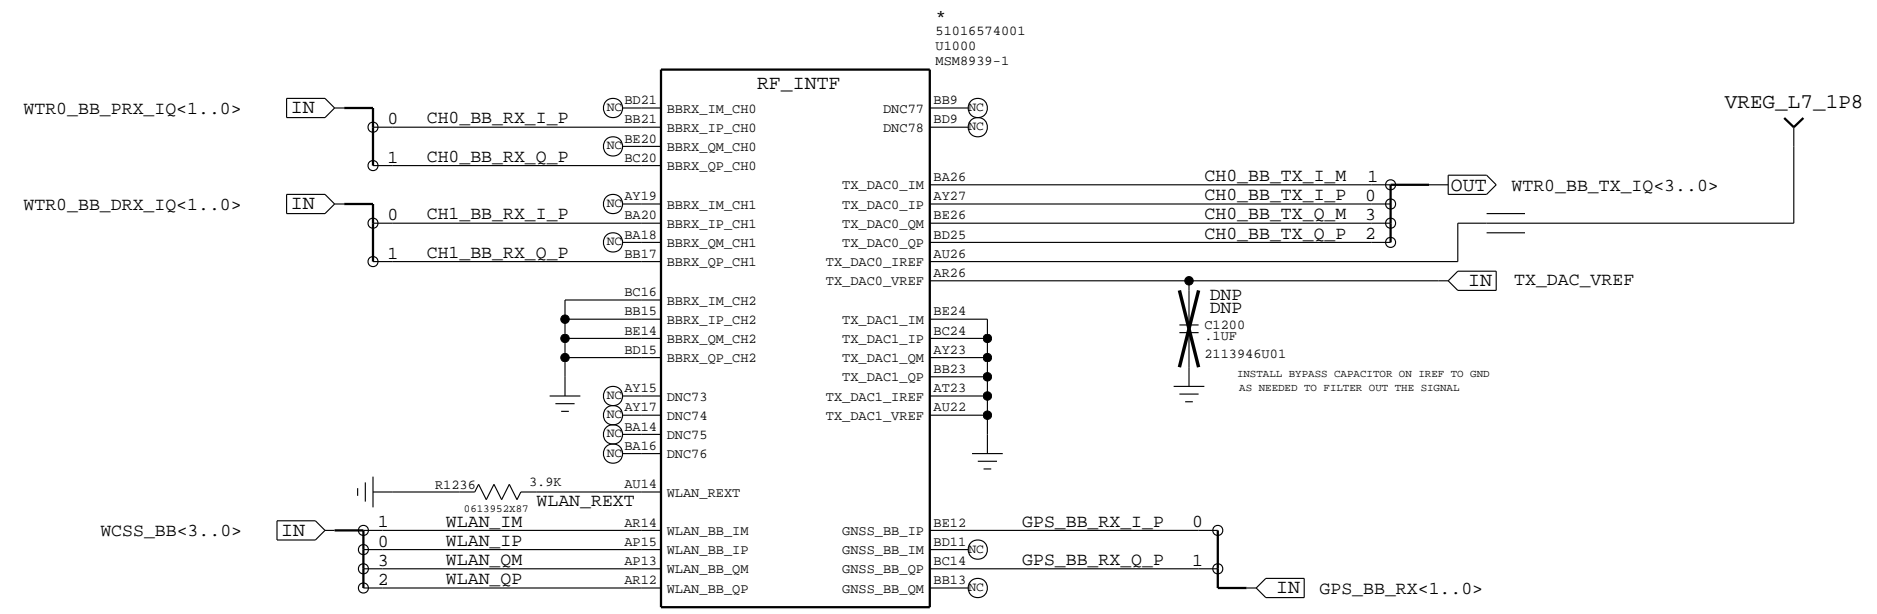 *
51016574001
U1000
MSM8939-1
RF_INTF
WTR0_BB_PRX_IQ<1..0>
IN
0 CH0_BB_RX_I_P
1 CH0_BB_RX_Q_P
NC BD21 BBRX_IM_CH0
BB21 BBRX_IP_CH0
NC BE20 BBRX_QM_CH0
BC20 BBRX_QP_CH0
WTR0_BB_DRX_IQ<1..0>
IN
0 CH1_BB_RX_I_P
1 CH1_BB_RX_Q_P
NC AY19 BBRX_IM_CH1
BA20 BBRX_IP_CH1
NC BA18 BBRX_QM_CH1
BB17 BBRX_QP_CH1
BC16 BBRX_IM_CH2
BB15 BBRX_IP_CH2
BE14 BBRX_QM_CH2
BD15 BBRX_QP_CH2
NC AY15 DNC73
NC AY17 DNC74
NC BA14 DNC75
NC BA16 DNC76
R1236 3.9K
0613952X87
WLAN_REXT
AU14 WLAN_REXT
WCSS_BB<3..0>
IN
1 WLAN_IM AR14 WLAN_BB_IM
0 WLAN_IP AP15 WLAN_BB_IP
3 WLAN_QM AP13 WLAN_BB_QM
2 WLAN_QP AR12 WLAN_BB_QP
DNC77 BB9 NC
DNC78 BD9 NC
TX_DAC0_IM BA26 CH0_BB_TX_I_M 1
TX_DAC0_IP AY27 CH0_BB_TX_I_P 0
TX_DAC0_QM BE26 CH0_BB_TX_Q_M 3
TX_DAC0_QP BD25 CH0_BB_TX_Q_P 2
OUT
WTR0_BB_TX_IQ<3..0>
VREG_L7_1P8
TX_DAC0_IREF AU26
TX_DAC0_VREF AR26
IN
TX_DAC_VREF
DNP
DNP
C1200
.1UF
2113946U01
INSTALL BYPASS CAPACITOR ON IREF TO GND
AS NEEDED TO FILTER OUT THE SIGNAL
TX_DAC1_IM BE24
TX_DAC1_IP BC24
TX_DAC1_QM AY23
TX_DAC1_QP BB23
TX_DAC1_IREF AT23
TX_DAC1_VREF AU22
GNSS_BB_IP BE12 GPS_BB_RX_I_P 0
GNSS_BB_IM BD11 NC
GNSS_BB_QP BC14 GPS_BB_RX_Q_P 1
GNSS_BB_QM BB13 NC
IN
GPS_BB_RX<1..0>